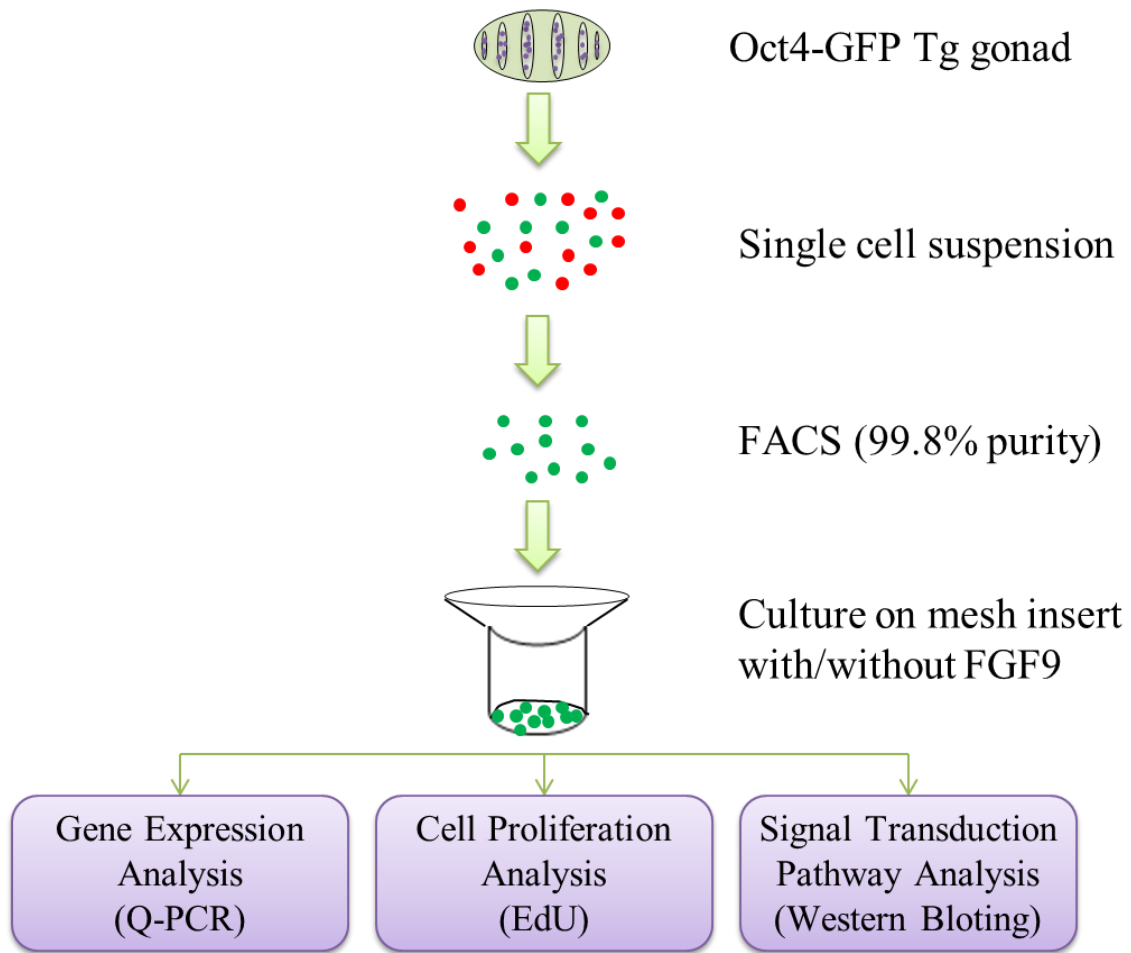 Oct4-GFP Tg gonad
Single cell suspension
FACS (99.8% purity)
Culture on mesh insert
with/without FGF9
Gene Expression
Analysis
(Q-PCR)
Cell Proliferation
Analysis
(EdU)
Signal Transduction
Pathway Analysis
(Western Bloting)